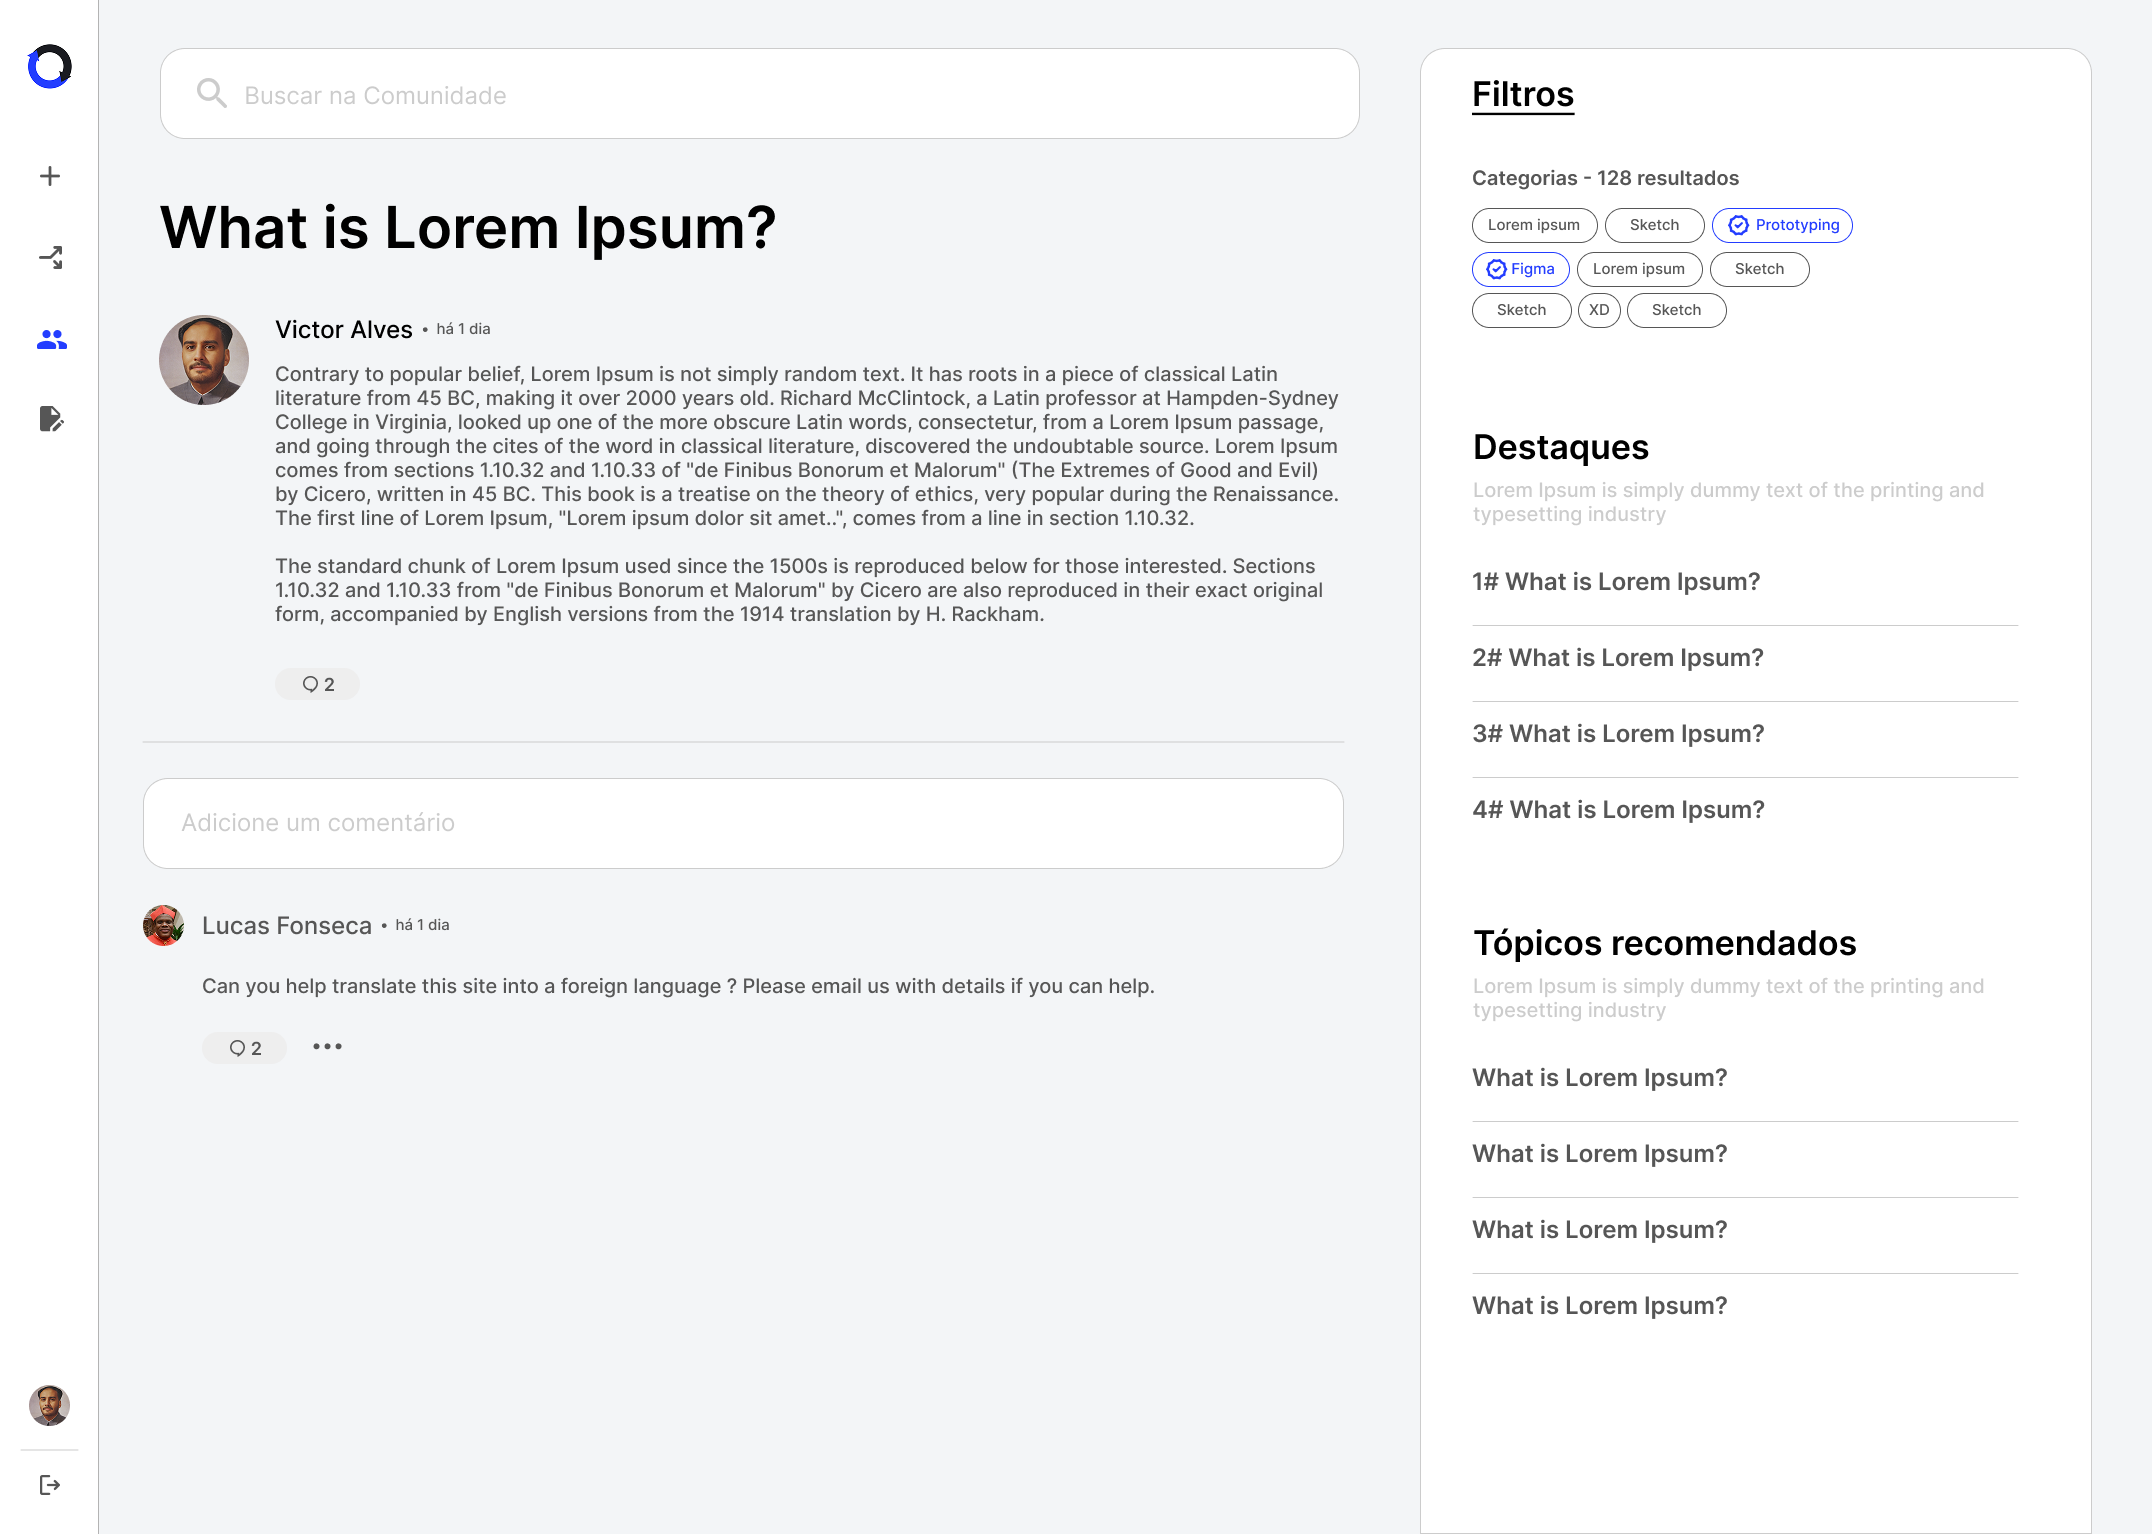 Buscar na Comunidade
What is Lorem Ipsum?
Victor Alves • há 1 dia
Contrary to popular belief, Lorem Ipsum is not simply random text. It has roots in a piece of classical Latin
literature from 45 BC, making it over 2000 years old. Richard McClintock, a Latin professor at Hampden-Sydney
College in Virginia, looked up one of the more obscure Latin words, consectetur, from a Lorem Ipsum passage,
and going through the cites of the word in classical literature, discovered the undoubtable source. Lorem Ipsum
comes from sections 1.10.32 and 1.10.33 of "de Finibus Bonorum et Malorum" (The Extremes of Good and Evil)
by Cicero, written in 45 BC. This book is a treatise on the theory of ethics, very popular during the Renaissance.
The first line of Lorem Ipsum, "Lorem ipsum dolor sit amet..", comes from a line in section 1.10.32.
The standard chunk of Lorem Ipsum used since the 1500s is reproduced below for those interested. Sections
1.10.32 and 1.10.33 from "de Finibus Bonorum et Malorum" by Cicero are also reproduced in their exact original
form, accompanied by English versions from the 1914 translation by H. Rackham.
2
Adicione um comentário
Lucas Fonseca • há 1 dia
Can you help translate this site into a foreign language ? Please email us with details if you can help.
2
Filtros
Categorias - 128 resultados
Lorem ipsum Sketch Prototyping
Figma Lorem ipsum Sketch
Sketch XD Sketch
Destaques
Lorem Ipsum is simply dummy text of the printing and
typesetting industry
1# What is Lorem Ipsum?
2# What is Lorem Ipsum?
3# What is Lorem Ipsum?
4# What is Lorem Ipsum?
Tópicos recomendados
Lorem Ipsum is simply dummy text of the printing and
typesetting industry
What is Lorem Ipsum?
What is Lorem Ipsum?
What is Lorem Ipsum?
What is Lorem Ipsum?